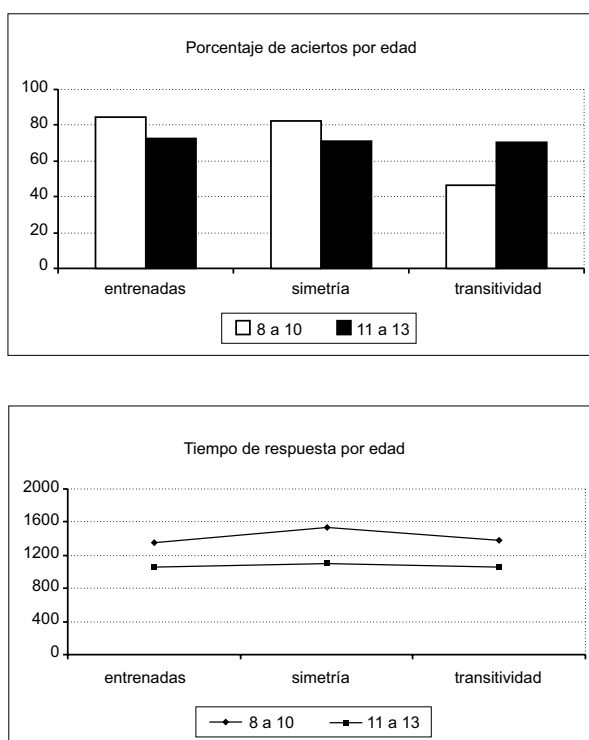 Porcentaje de aciertos por edad
100
80
60
40
20
0
entrenadas simetría transitividad
8 a 10 11 a 13
Tiempo de respuesta por edad
2000
1600
1200
800
400
0
entrenadas simetría transitividad
8 a 10 11 a 13